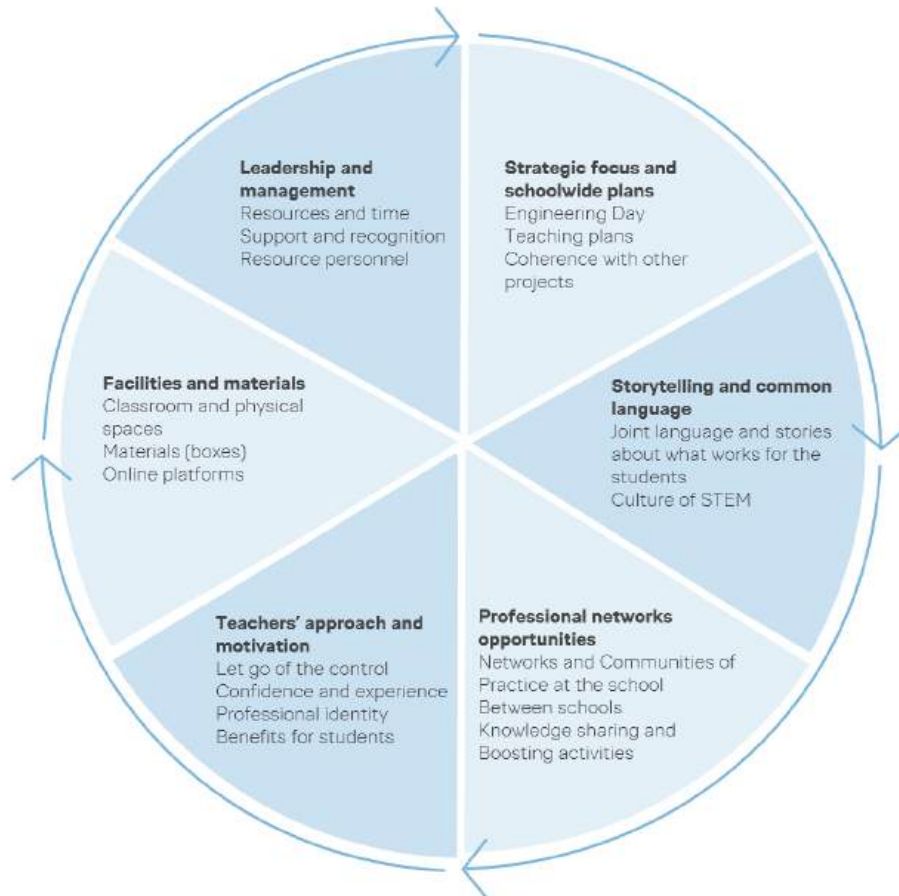 Leadership and
management
Resources and time
Support and recognition
Resource personnel
Strategic focus and
schoolwide plans
Engineering Day
Teaching plans
Coherence with other
projects
Storytelling and common
language
Joint language and stories
about what works for the
students
Culture of STEM
Professional networks
opportunities
Networks and Communities of
Practice at the school
Between schools
Knowledge sharing and
Boosting activities
Teachers’ approach and
motivation
Let go of the control
Confidence and experience
Professional identity
Benefits for students
Facilities and materials
Classroom and physical
spaces
Materials (boxes)
Online platforms